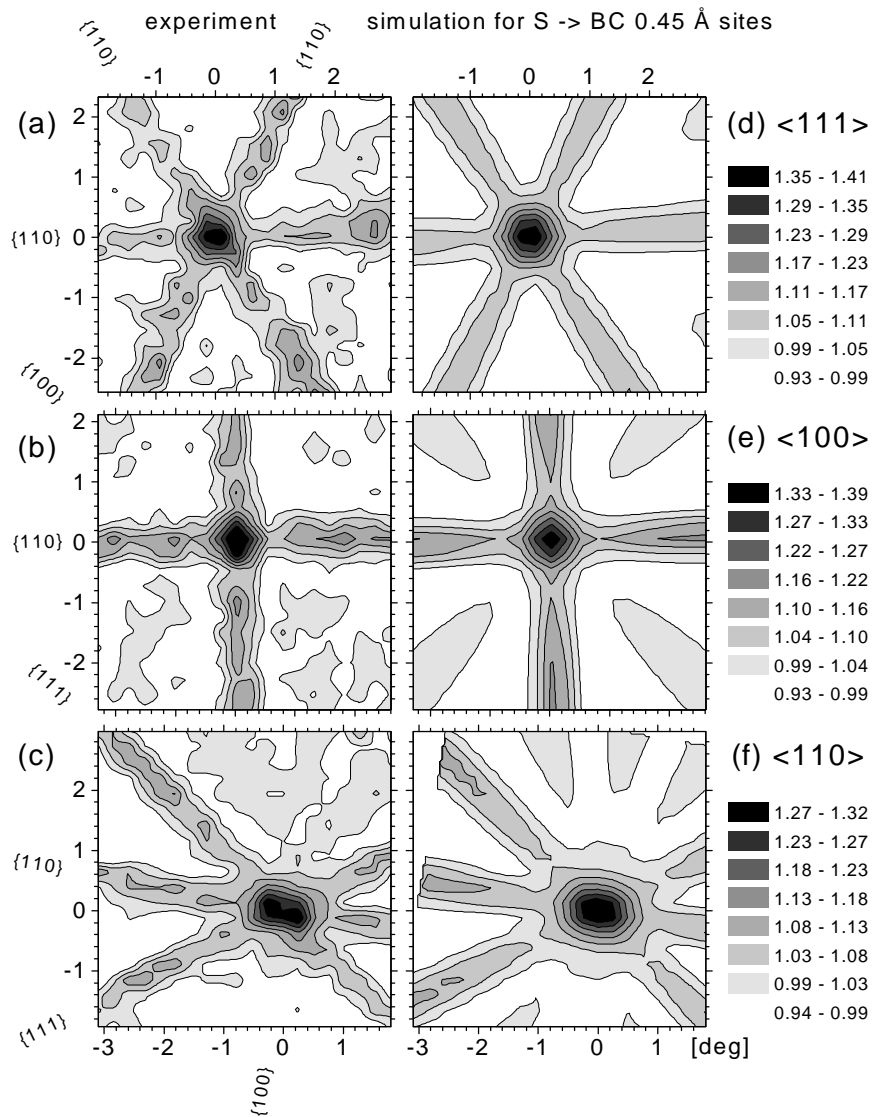 experiment
simulation for S -> BC 0.45 Å sites
{110}
{110}
-1 0 1 2
-1 0 1 2
(a)
2
1
{110} 0
-1
-2
{100}
(d) <111>
1.35 - 1.41
1.29 - 1.35
1.23 - 1.29
1.17 - 1.23
1.11 - 1.17
1.05 - 1.11
0.99 - 1.05
0.93 - 0.99
(b)
2
1
{110} 0
-1
-2
{111}
(e) <100>
1.33 - 1.39
1.27 - 1.33
1.22 - 1.27
1.16 - 1.22
1.10 - 1.16
1.04 - 1.10
0.99 - 1.04
0.93 - 0.99
(c)
2
1
{110}
0
-1
{111}
(f) <110>
1.27 - 1.32
1.23 - 1.27
1.18 - 1.23
1.13 - 1.18
1.08 - 1.13
1.03 - 1.08
0.99 - 1.03
0.94 - 0.99
-3 -2 -1 0 1
-3 -2 -1 0 1 [deg]
{100}